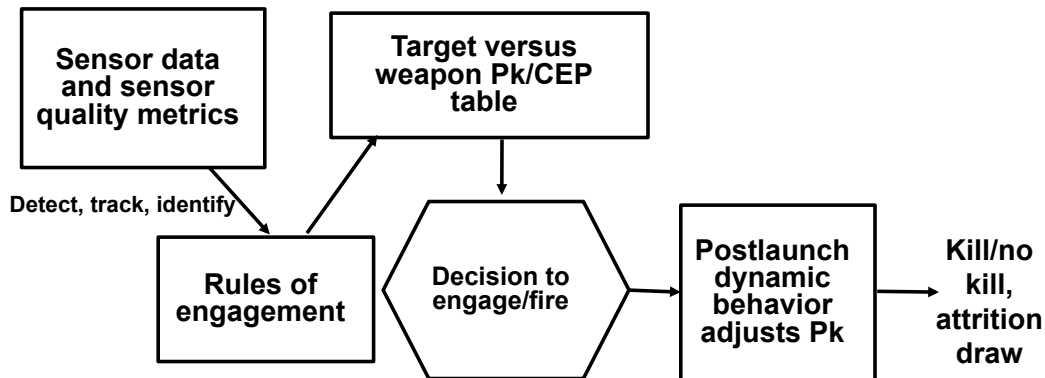 Sensor data
and sensor
quality metrics
Detect, track, identify
Rules of
engagement
Target versus
weapon Pk/CEP
table
Decision to
engage/fire
Postlaunch
dynamic
behavior
adjusts Pk
Kill/no
kill,
attrition
draw